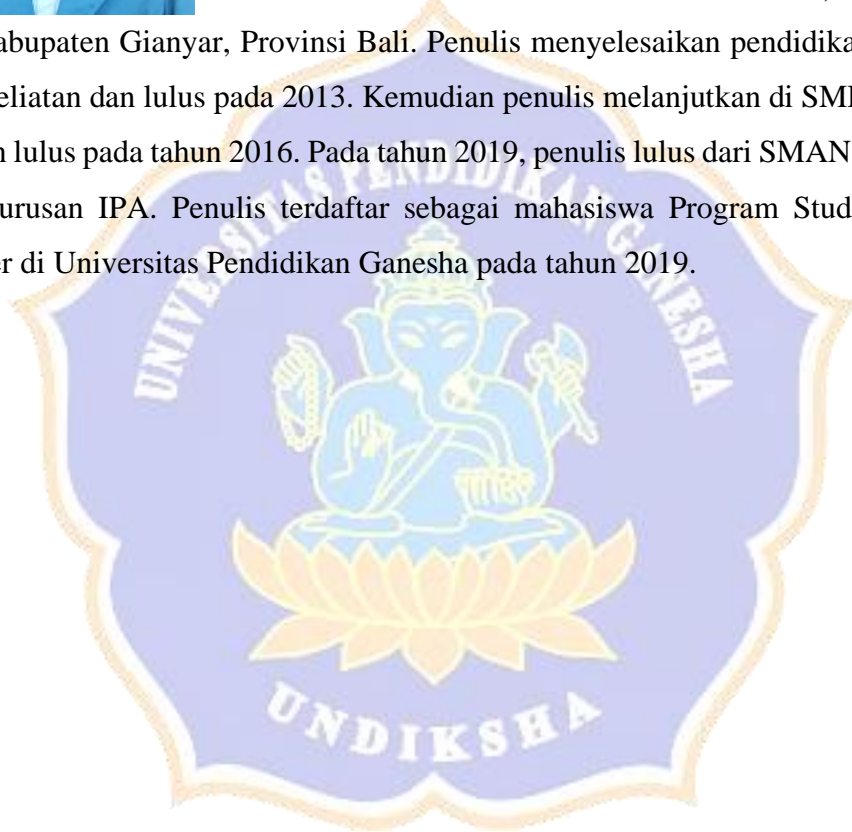 abupaten Gianyar, Provinsi Bali. Penulis menyelesaikan pendidika
eliatan dan lulus pada 2013. Kemudian penulis melanjutkan di SM
n lulus pada tahun 2016. Pada tahun 2019, penulis lulus dari SMAN
urusan IPA. Penulis terdaftar sebagai mahasiswa Program Stud
er di Universitas Pendidikan Ganesha pada tahun 2019.
UNIVERSITAS PENDIDIKAN GANESHA
UNDIKSHA